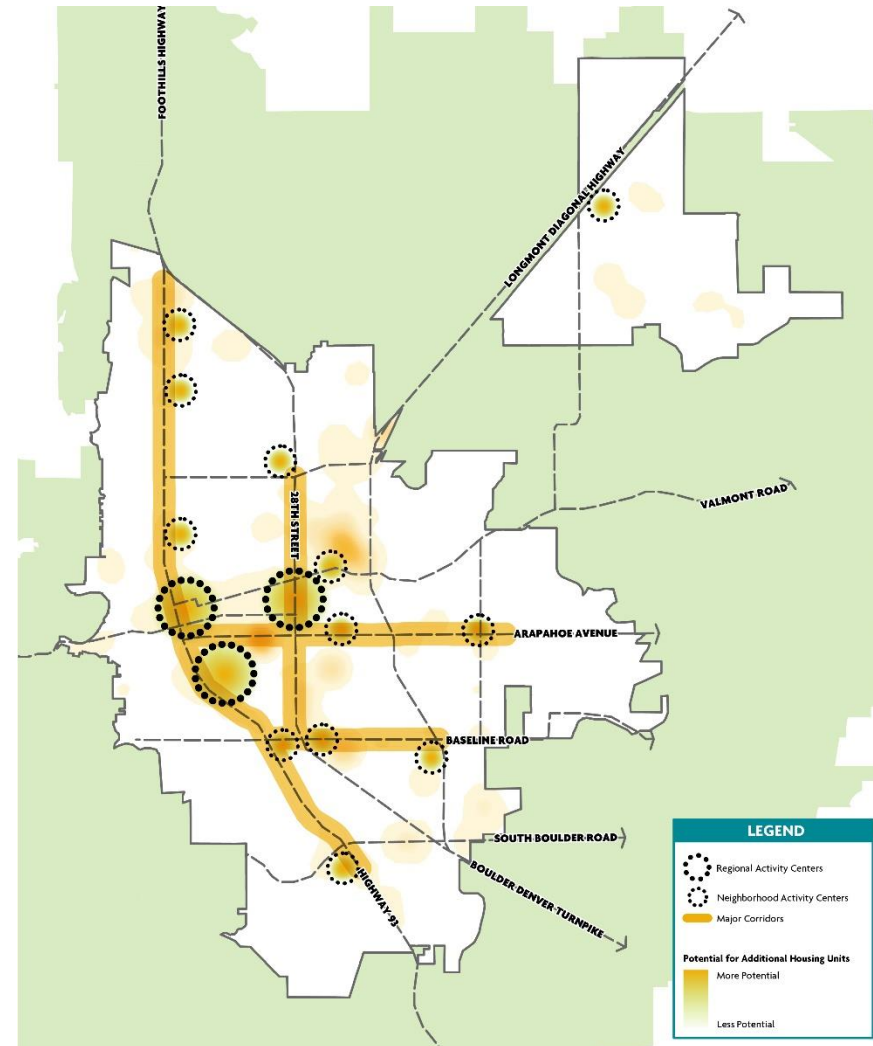 FOOTHILLS HIGHWAY
LONGMONT DIAGONAL HIGHWAY
VALMONT ROAD
28TH STREET
ARAPAHOE AVENUE
BASELINE ROAD
SOUTH BOULDER ROAD
BOULDER DENVER TURNPIKE
HIGHWAY 93
LEGEND
Regional Activity Centers
Neighborhood Activity Centers
Major Corridors
Potential for Additional Housing Units
More Potential
Less Potential